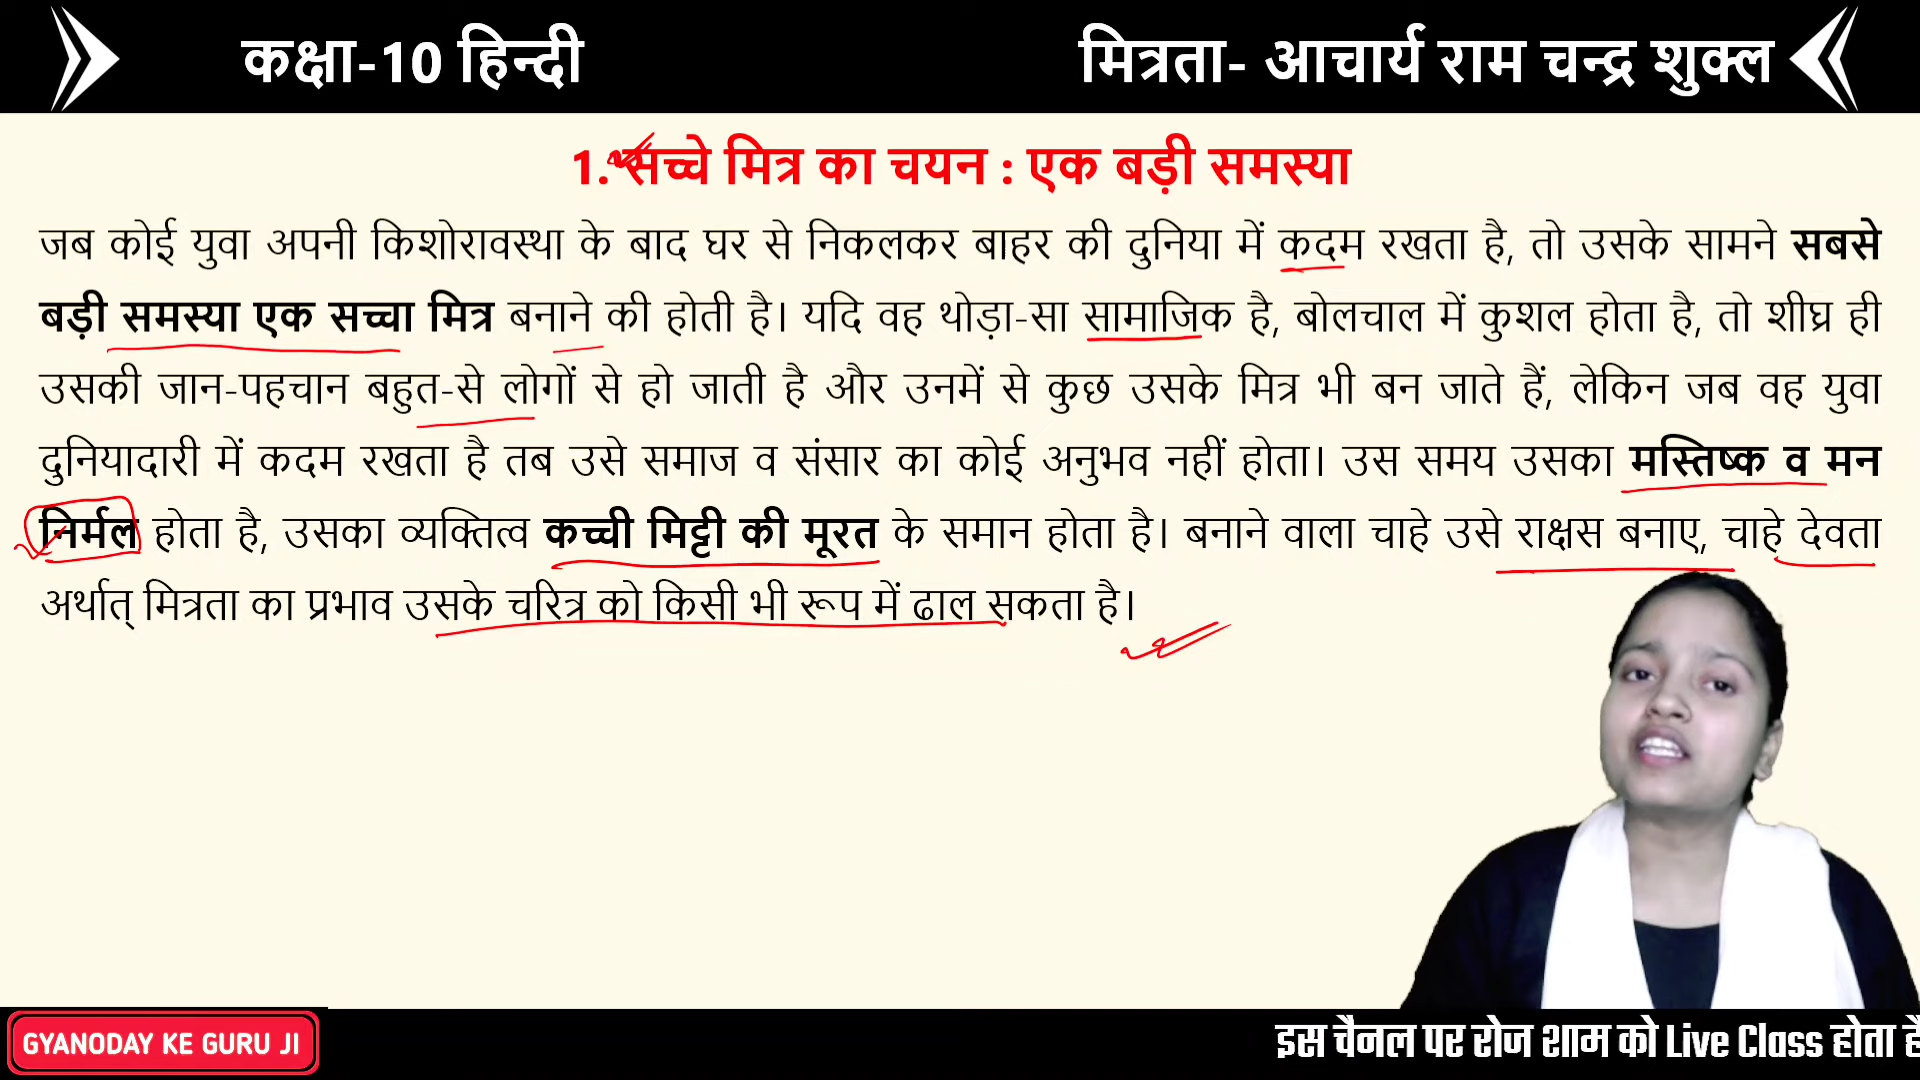 कक्षा-10 हिन्दी
मित्रता- आचार्य राम चन्द्र शुक्ल
1. सच्चे मित्र का चयन : एक बड़ी समस्या
जब कोई युवा अपनी किशोरावस्था के बाद घर से निकलकर बाहर की दुनिया में कदम रखता है, तो उसके सामने सबसे
बड़ी समस्या एक सच्चा मित्र बनाने की होती है। यदि वह थोड़ा-सा सामाजिक है, बोलचाल में कुशल होता है, तो शीघ्र ही
उसकी जान-पहचान बहुत-से लोगों से हो जाती है और उनमें से कुछ उसके मित्र भी बन जाते हैं, लेकिन जब वह युवा
दुनियादारी में कदम रखता है तब उसे समाज व संसार का कोई अनुभव नहीं होता। उस समय उसका मस्तिष्क व मन
निर्मल होता है, उसका व्यक्तित्व कच्ची मिट्टी की मूरत के समान होता है। बनाने वाला चाहे उसे राक्षस बनाए, चाहे देवता
अर्थात् मित्रता का प्रभाव उसके चरित्र को किसी भी रूप में ढाल सकता है।
GYANODAY KE GURU JI
इस चैनल पर रोज शाम को Live Class होता है